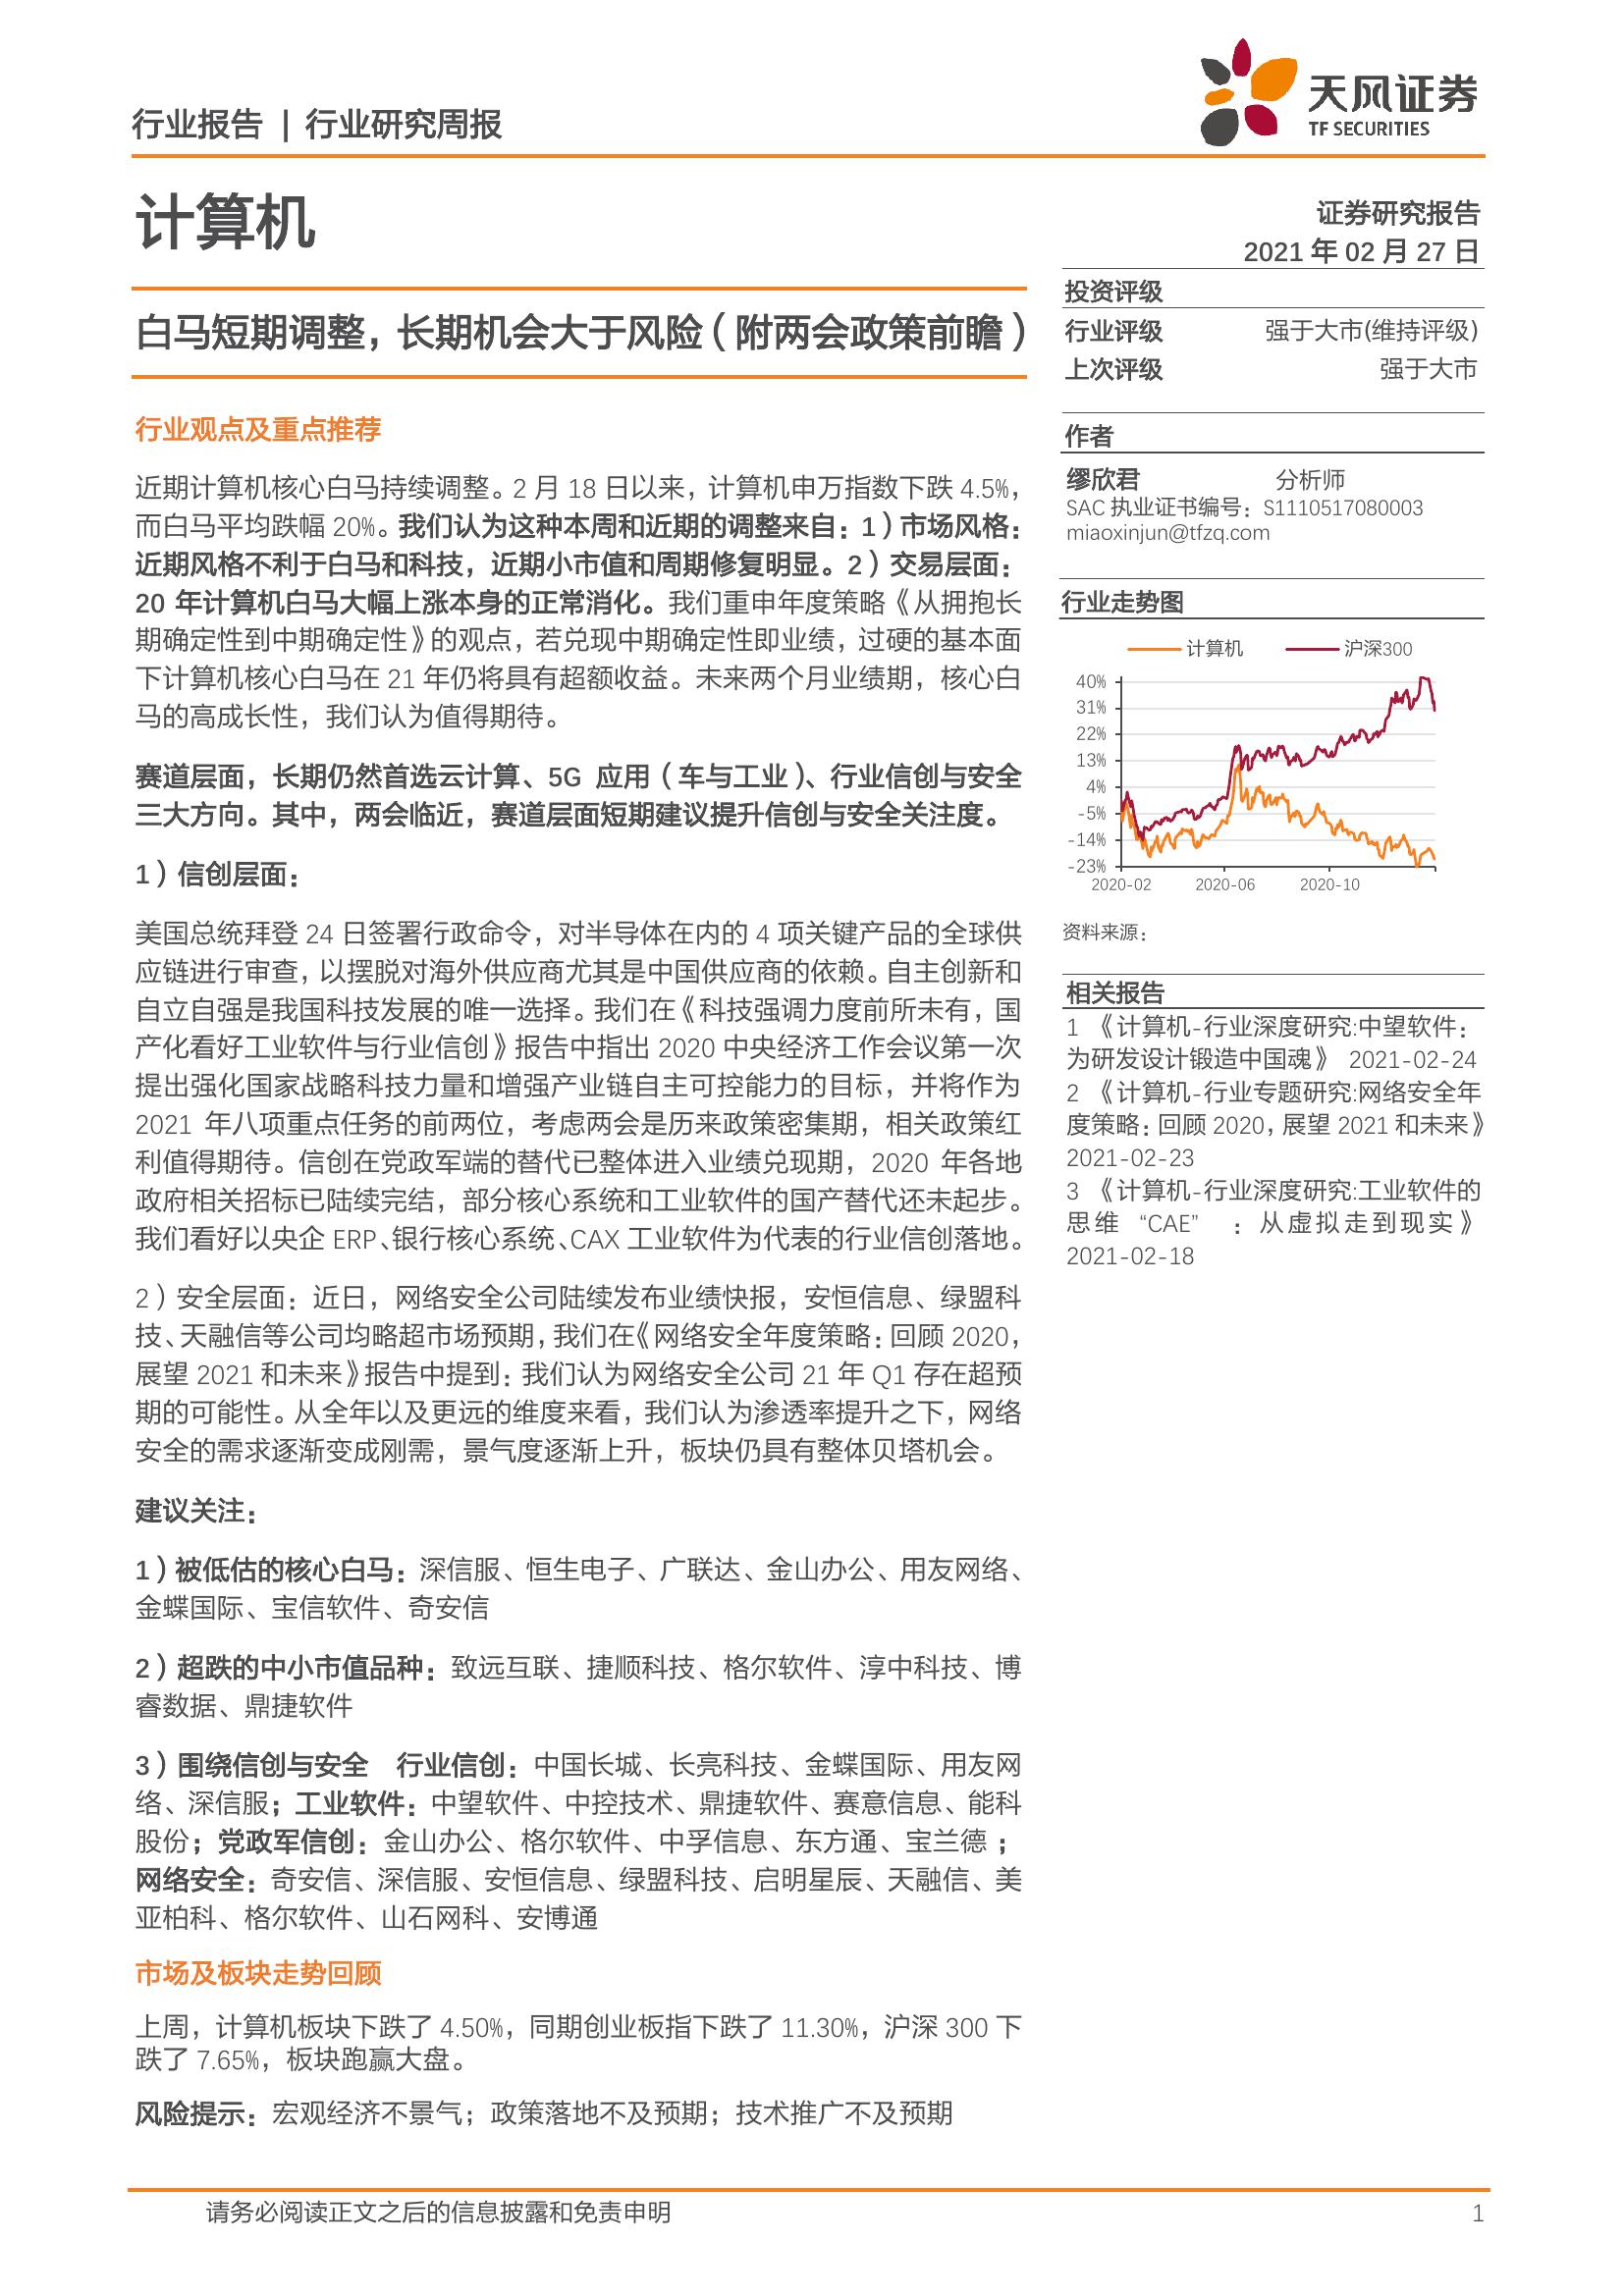 行业报告 | 行业研究周报
天风证券
TF SECURITIES
计算机
证券研究报告
2021 年 02 月 27 日
白马短期调整，长期机会大于风险（附两会政策前瞻）
行业观点及重点推荐
近期计算机核心白马持续调整。2 月 18 日以来，计算机申万指数下跌 4.5%，
而白马平均跌幅 20%。我们认为这种本周和近期的调整来自：1）市场风格：
近期风格不利于白马和科技，近期小市值和周期修复明显。2）交易层面：
20 年计算机白马大幅上涨本身的正常消化。我们重申年度策略《从拥抱长
期确定性到中期确定性》的观点，若兑现中期确定性即业绩，过硬的基本面
下计算机核心白马在 21 年仍将具有超额收益。未来两个月业绩期，核心白
马的高成长性，我们认为值得期待。
赛道层面，长期仍然首选云计算、5G 应用（车与工业）、行业信创与安全
三大方向。其中，两会临近，赛道层面短期建议提升信创与安全关注度。
1）信创层面：
美国总统拜登 24 日签署行政命令，对半导体在内的 4 项关键产品的全球供
应链进行审查，以摆脱对海外供应商尤其是中国供应商的依赖。自主创新和
自立自强是我国科技发展的唯一选择。我们在《科技强调力度前所未有，国
产化看好工业软件与行业信创》报告中指出 2020 中央经济工作会议第一次
提出强化国家战略科技力量和增强产业链自主可控能力的目标，并将作为
2021 年八项重点任务的前两位，考虑两会是历来政策密集期，相关政策红
利值得期待。信创在党政军端的替代已整体进入业绩兑现期，2020 年各地
政府相关招标已陆续完结，部分核心系统和工业软件的国产替代还未起步。
我们看好以央企 ERP、银行核心系统、CAX 工业软件为代表的行业信创落地。
2）安全层面：近日，网络安全公司陆续发布业绩快报，安恒信息、绿盟科
技、天融信等公司均略超市场预期，我们在《网络安全年度策略：回顾 2020，
展望 2021 和未来》报告中提到：我们认为网络安全公司 21 年 Q1 存在超预
期的可能性。从全年以及更远的维度来看，我们认为渗透率提升之下，网络
安全的需求逐渐变成刚需，景气度逐渐上升，板块仍具有整体贝塔机会。
建议关注：
1）被低估的核心白马：深信服、恒生电子、广联达、金山办公、用友网络、
金蝶国际、宝信软件、奇安信
2）超跌的中小市值品种：致远互联、捷顺科技、格尔软件、淳中科技、博
睿数据、鼎捷软件
3）围绕信创与安全 行业信创：中国长城、长亮科技、金蝶国际、用友网
络、深信服；工业软件：中望软件、中控技术、鼎捷软件、赛意信息、能科
股份；党政军信创：金山办公、格尔软件、中孚信息、东方通、宝兰德；
网络安全：奇安信、深信服、安恒信息、绿盟科技、启明星辰、天融信、美
亚柏科、格尔软件、山石网科、安博通
市场及板块走势回顾
上周，计算机板块下跌了 4.50%，同期创业板指下跌了 11.30%，沪深 300 下
跌了 7.65%，板块跑赢大盘。
风险提示：宏观经济不景气；政策落地不及预期；技术推广不及预期
投资评级
行业评级 强于大市(维持评级)
上次评级 强于大市
作者
缪欣君 分析师
SAC 执业证书编号：S1110517080003
miaoxinjun@tfzq.com
行业走势图
计算机 沪深300
40%
31%
22%
13%
4%
-5%
-14%
-23%
2020-02 2020-06 2020-10
资料来源：
相关报告
1 《计算机-行业深度研究:中望软件：
为研发设计锻造中国魂》 2021-02-24
2 《计算机-行业专题研究:网络安全年
度策略：回顾 2020，展望 2021 和未来》
2021-02-23
3 《计算机-行业深度研究:工业软件的
思维 “CAE” ：从虚拟走到现实》
2021-02-18
请务必阅读正文之后的信息披露和免责申明 1